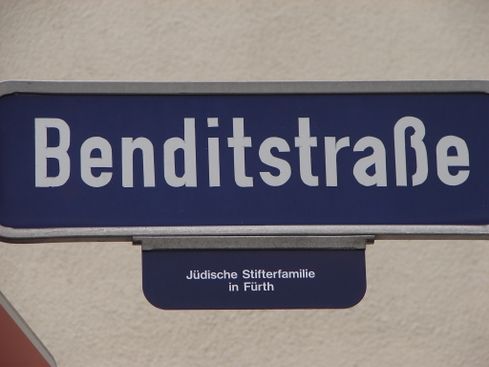 Benditstraße
Jüdische Stifterfamilie
in Fürth